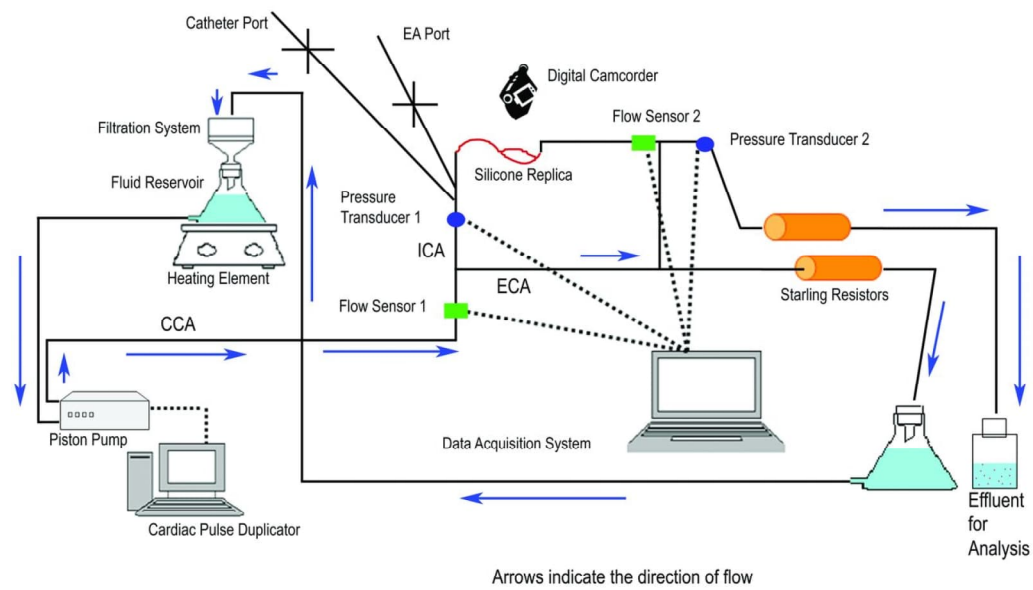 Catheter Port
EA Port
Digital Camcorder
Flow Sensor 2
Filtration System
Pressure Transducer 2
Fluid Reservoir
Silicone Replica
Pressure
Transducer 1
ICA
Heating Element
ECA
Starling Resistors
Flow Sensor 1
CCA
Piston Pump
Data Acquisition System
Cardiac Pulse Duplicator
Effluent
for
Analysis
Arrows indicate the direction of flow